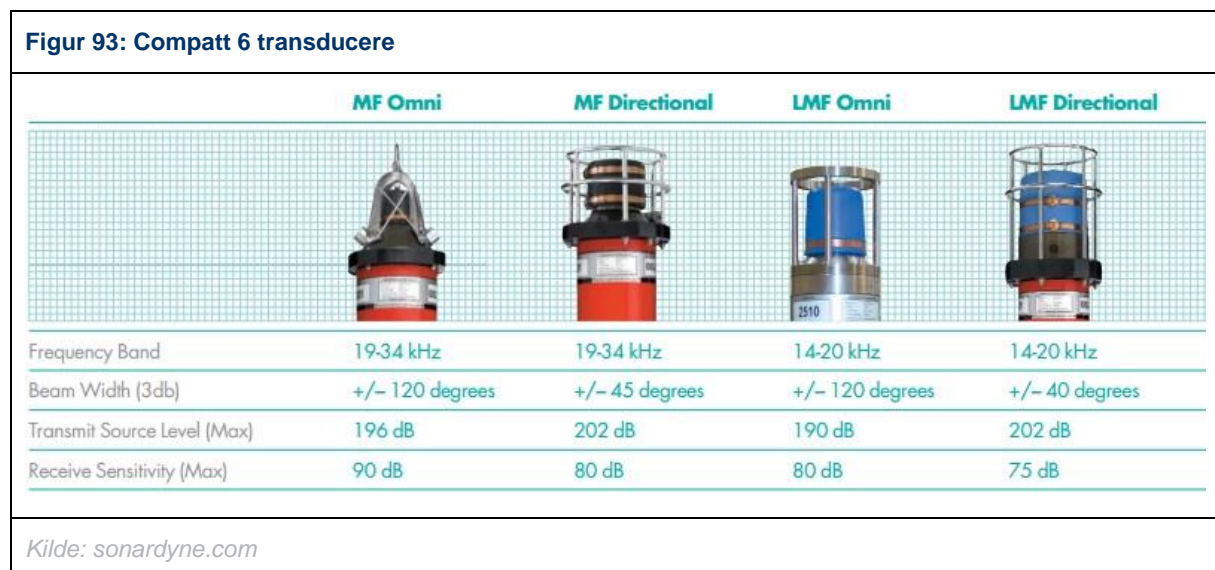 Figur 93: Compatt 6 transducere
MF Omni MF Directional LMF Omni LMF Directional
2510
Frequency Band 19-34 kHz 19-34 kHz 14-20 kHz 14-20 kHz
Beam Width (3db) +/− 120 degrees +/− 45 degrees +/− 120 degrees +/− 40 degrees
Transmit Source Level (Max) 196 dB 202 dB 190 dB 202 dB
Receive Sensitivity (Max) 90 dB 80 dB 80 dB 75 dB
Kilde: sonardyne.com